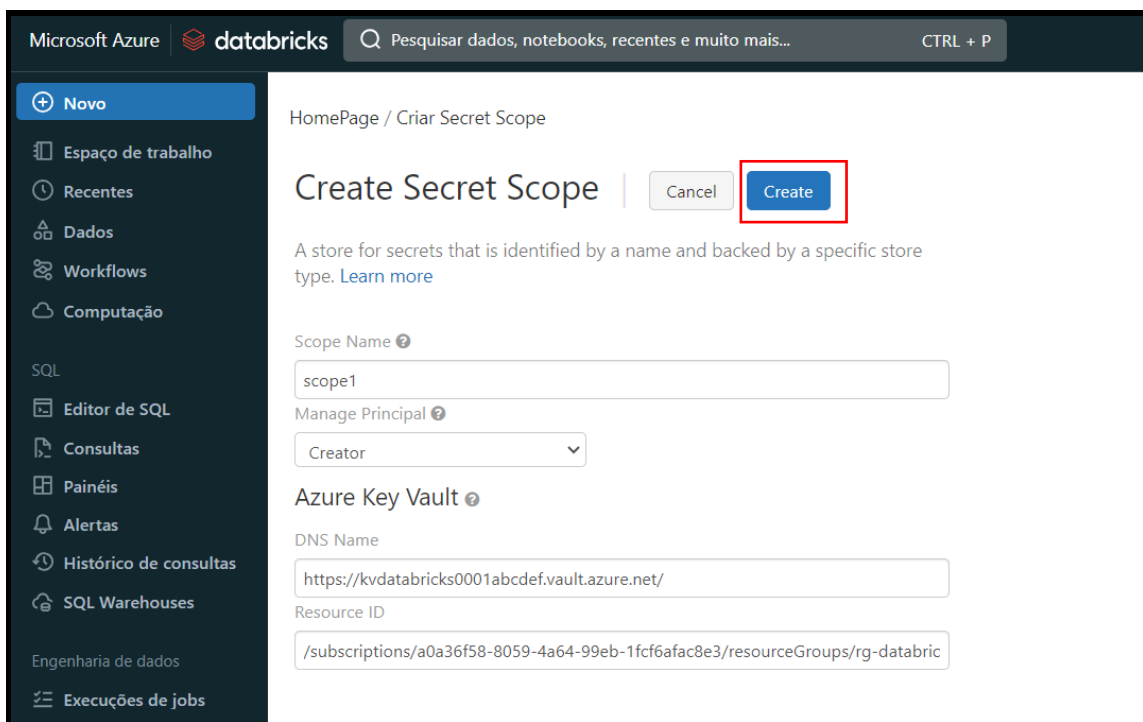 Microsoft Azure databricks Pesquisar dados, notebooks, recentes e muito mais... CTRL + P
Novo
Espaço de trabalho
Recentes
Dados
Workflows
Computação
SQL
Editor de SQL
Consultas
Painéis
Alertas
Histórico de consultas
SQL Warehouses
Engenharia de dados
Execuções de jobs
HomePage / Criar Secret Scope
Create Secret Scope Cancel Create
A store for secrets that is identified by a name and backed by a specific store
type. Learn more
Scope Name
scope1
Manage Principal
Creator
Azure Key Vault
DNS Name
https://kvdatabricks0001abcdef.vault.azure.net/
Resource ID
/subscriptions/a0a36f58-8059-4a64-99eb-1fcf6afac8e3/resourceGroups/rg-databric